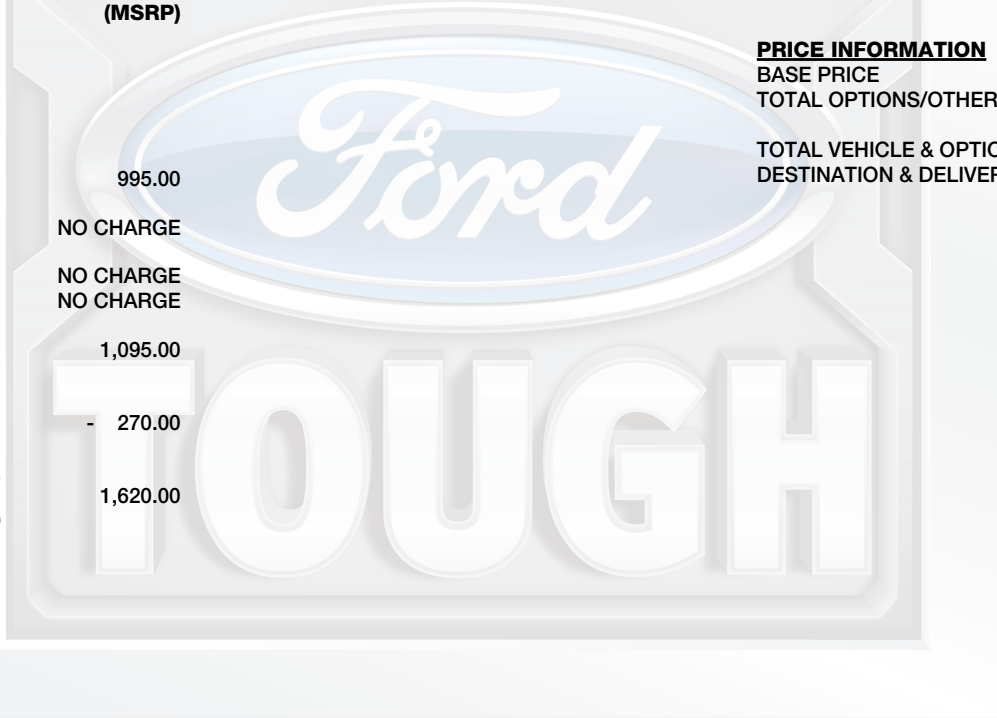 (MSRP)
995.00
NO CHARGE
NO CHARGE
NO CHARGE
1,095.00
- 270.00
1,620.00
PRICE INFORMATION
BASE PRICE
TOTAL OPTIONS/OTHER
TOTAL VEHICLE & OPTIO
DESTINATION & DELIVER
Ford
TOUGH